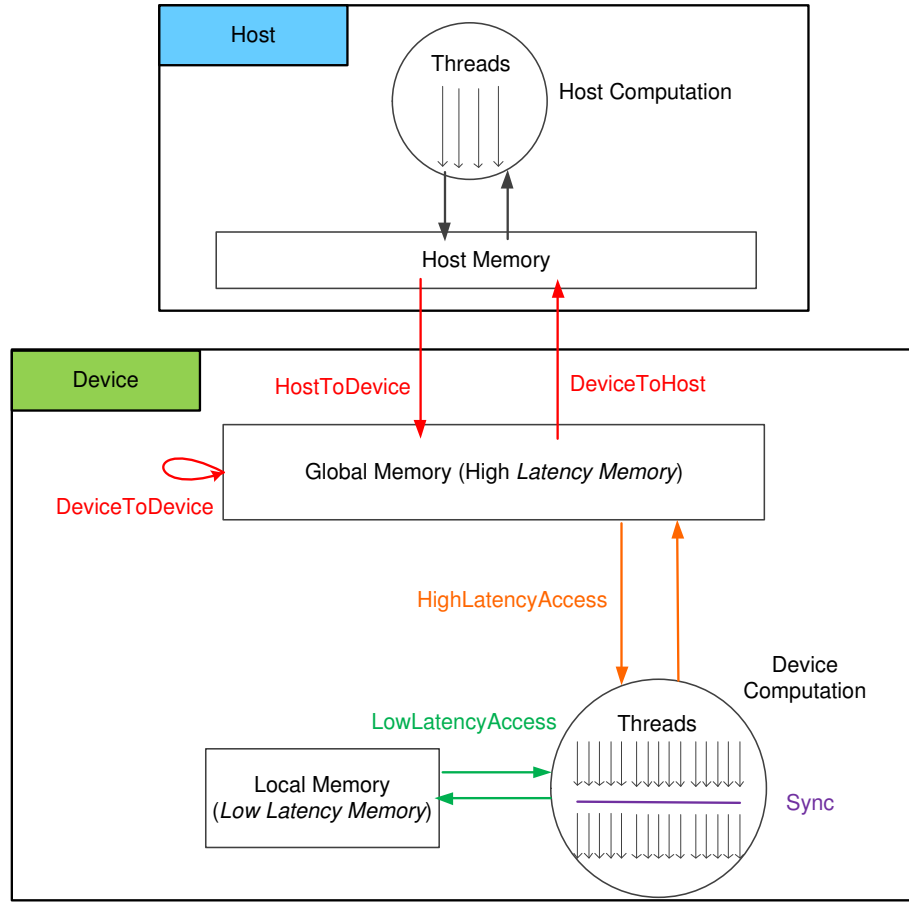 Host
Threads
Host Computation
Host Memory
Device
HostToDevice
DeviceToHost
Global Memory (High Latency Memory)
DeviceToDevice
HighLatencyAccess
Device
Computation
LowLatencyAccess
Threads
Local Memory
(Low Latency Memory)
Sync